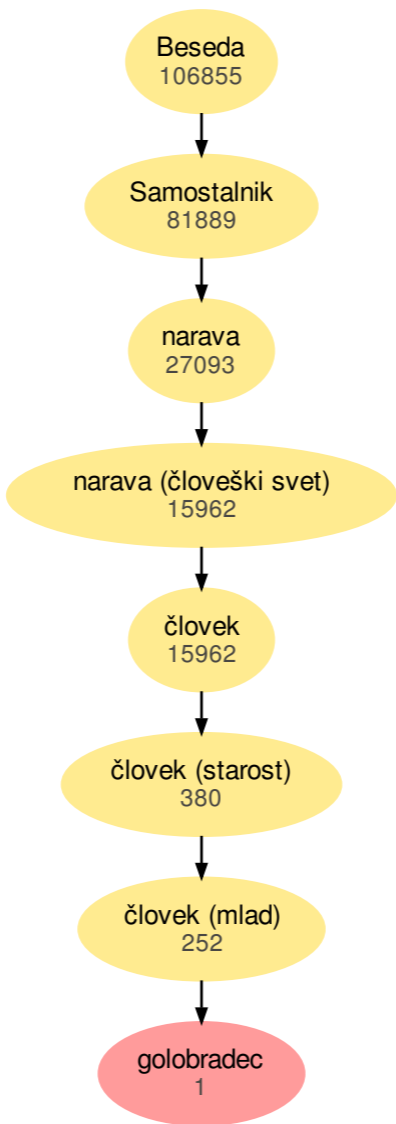 Beseda
106855
Samostalnik
81889
narava
27093
narava (človeški svet)
15962
človek
15962
človek (starost)
380
človek (mlad)
252
golobradec
1